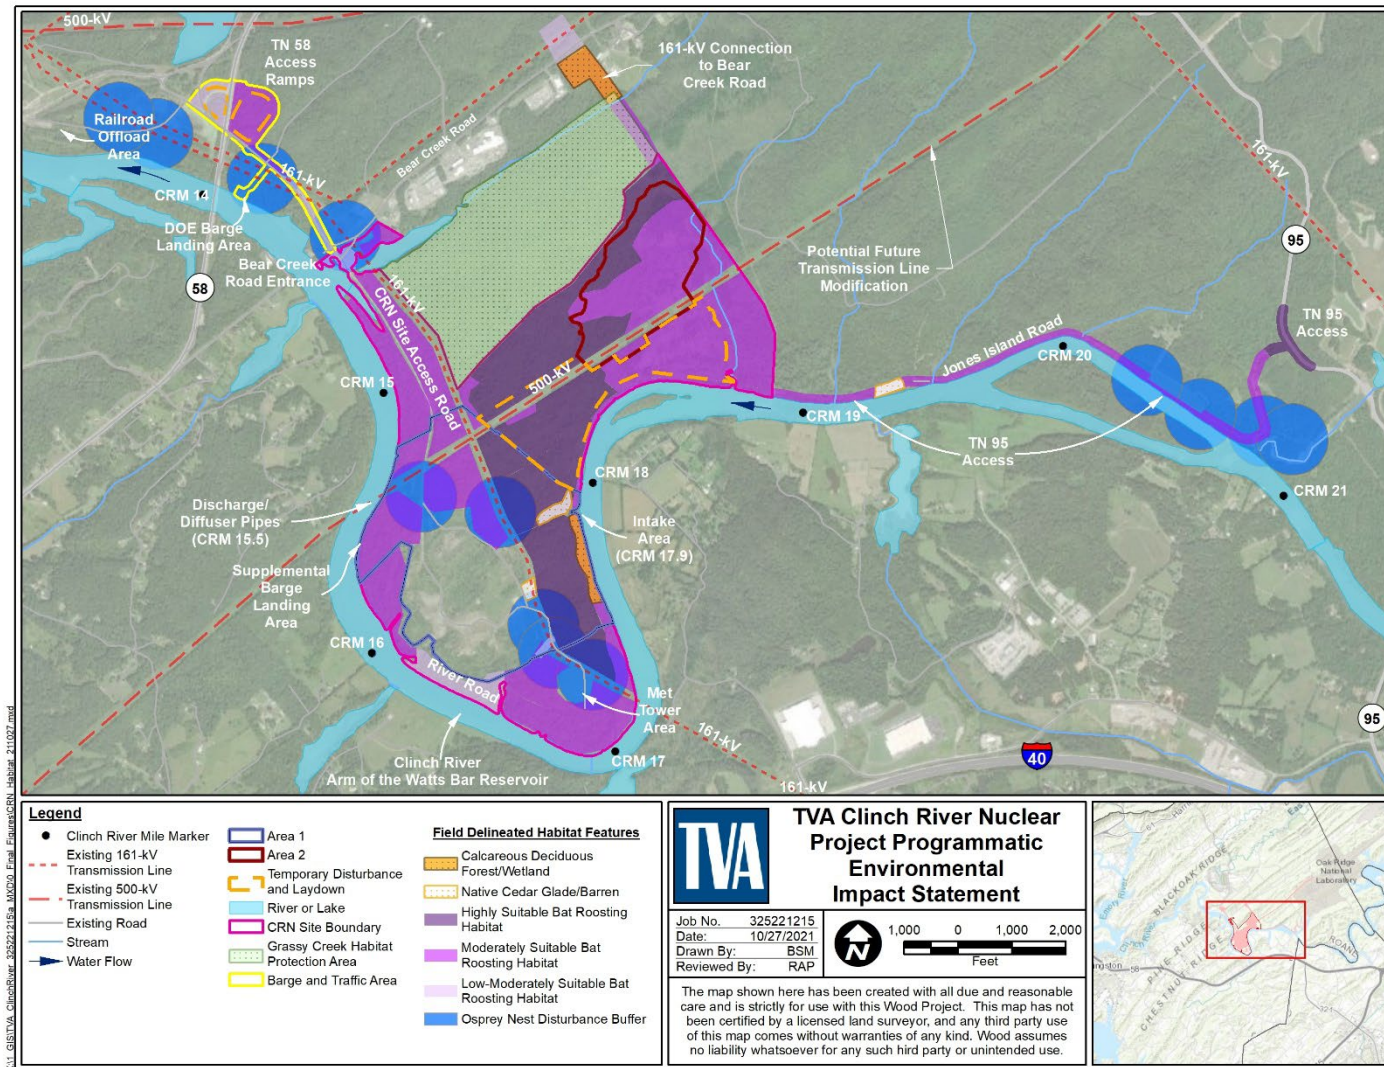 500-kV
TN 58
Access
Ramps
161-kV Connection
to Bear
Creek Road
Railroad
Offload
Area
Bear Creek Road
161-kV
161-kV
CRM 14
DOE Barge
Landing Area
Bear Creek
Road Entrance
58
95
Potential Future
Transmission Line
Modification
161-kV
CRN Site Access Road
TN 95
Access
Jones Island Road
CRM 20
500-kV
CRM 15
CRM 19
TN 95
Access
CRM 18
CRM 21
Discharge/
Diffuser Pipes
(CRM 15.5)
Intake
Area
(CRM 17.9)
Supplemental
Barge
Landing
Area
CRM 16
River Road
Met
Tower
Area
161-kV
95
Clinch River
Arm of the Watts Bar Reservoir
CRM 17
40
161-kV
Legend
Clinch River Mile Marker
Existing 161-kV
Transmission Line
Existing 500-kV
Transmission Line
Existing Road
Stream
Water Flow
Area 1
Area 2
Temporary Disturbance
and Laydown
River or Lake
CRN Site Boundary
Grassy Creek Habitat
Protection Area
Barge and Traffic Area
Field Delineated Habitat Features
Calcareous Deciduous
Forest/Wetland
Native Cedar Glade/Barren
Highly Suitable Bat Roosting
Habitat
Moderately Suitable Bat
Roosting Habitat
Low-Moderately Suitable Bat
Roosting Habitat
Osprey Nest Disturbance Buffer
TVA
TVA Clinch River Nuclear
Project Programmatic
Environmental
Impact Statement
Job No. 325221215
Date: 10/27/2021
Drawn By: BSM
Reviewed By: RAP
N
1,000 0 1,000 2,000
Feet
The map shown here has been created with all due and reasonable
care and is strictly for use with this Wood Project. This map has not
been certified by a licensed land surveyor, and any third party use
of this map comes without warranties of any kind. Wood assumes
no liability whatsoever for any such hird party or unintended use.
Oak Ridge
National
Laboratory
BLACKOAK RIDGE
PINE RIDGE
CHESTNUT RIDGE
ROANE
ngston
58
321